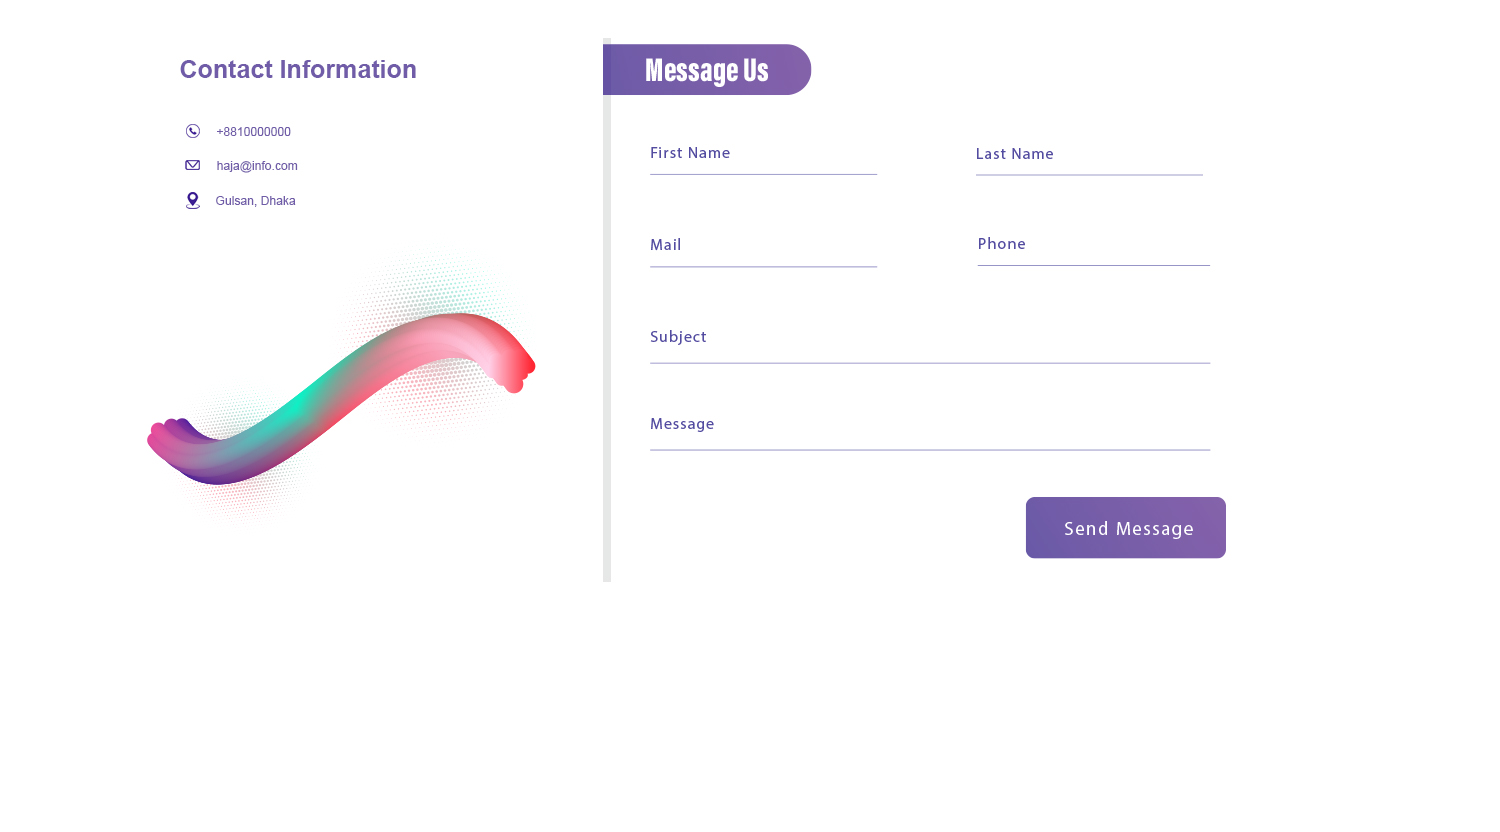 Contact Information
+8810000000
haja@info.com
Gulsan, Dhaka
Message Us
First Name
Last Name
Mail
Phone
Subject
Message
Send Message